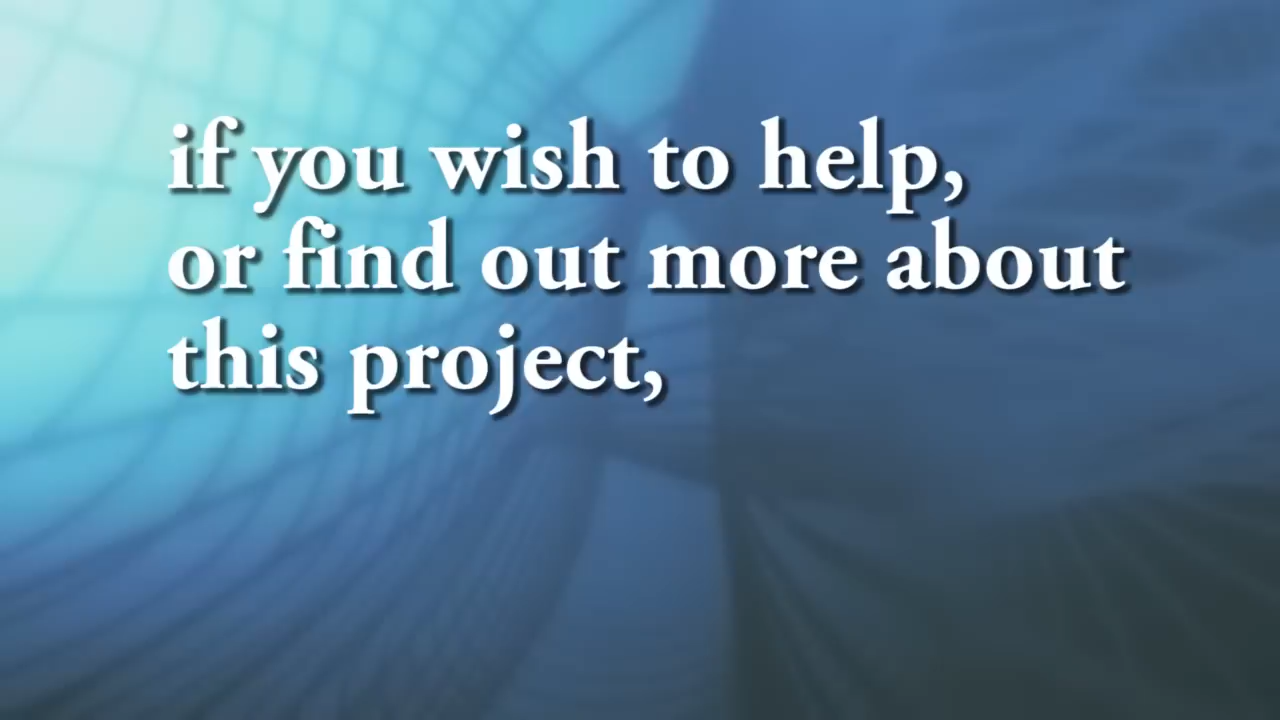 if you wish to help,
or find out more about
this project,